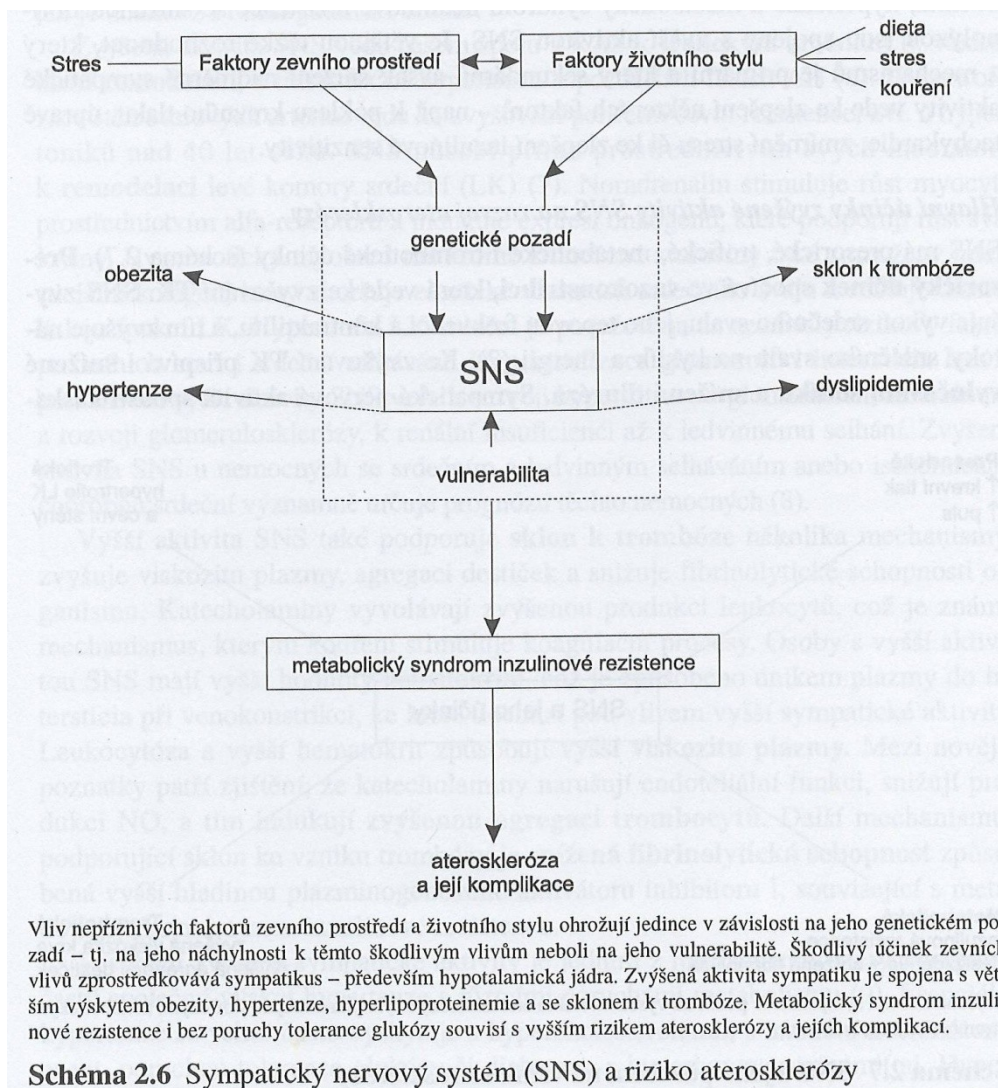 Stres
Faktory zevního prostředí
Faktory životního stylu
dieta
stres
kouření
genetické pozadí
obezita
sklon k trombóze
SNS
hypertenze
dyslipidemie
vulnerabilita
metabolický syndrom inzulinové rezistence
ateroskleróza
a její komplikace
Vliv nepříznivých faktorů zevního prostředí a životního stylu ohrožují jedince v závislosti na jeho genetickém po-
zadí – tj. na jeho náchylnosti k těmto škodlivým vlivům neboli na jeho vulnerabilitě. Škodlivý účinek těchto
vlivů zprostředkovává sympatikus – především hypotalamická jádra. Zvýšená aktivita sympatiku je spojena s vět-
ším výskytem obezity, hypertenze, hyperlipoproteinemie a se sklonem k trombóze. Metabolický syndrom inzuli-
nové rezistence i bez poruchy tolerance glukózy souvisí s vyšším rizikem aterosklerózy a jejích komplikací.
Schéma 2.6 Sympatický nervový systém (SNS) a riziko aterosklerózy